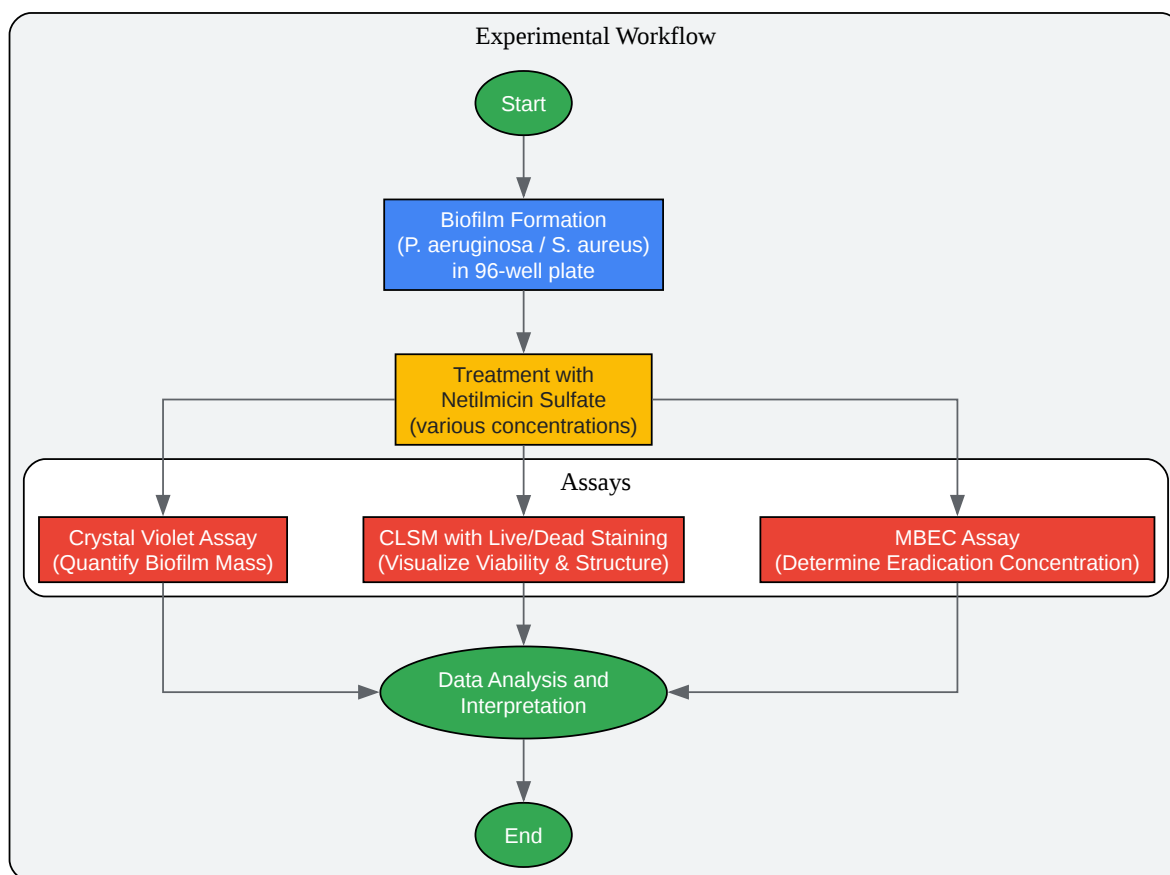 Experimental Workflow
Start
Biofilm Formation
(P. aeruginosa / S. aureus)
in 96-well plate
Treatment with
Netilmicin Sulfate
(various concentrations)
Assays
Crystal Violet Assay
(Quantify Biofilm Mass)
CLSM with Live/Dead Staining
(Visualize Viability & Structure)
MBEC Assay
(Determine Eradication Concentration)
Data Analysis and
Interpretation
End